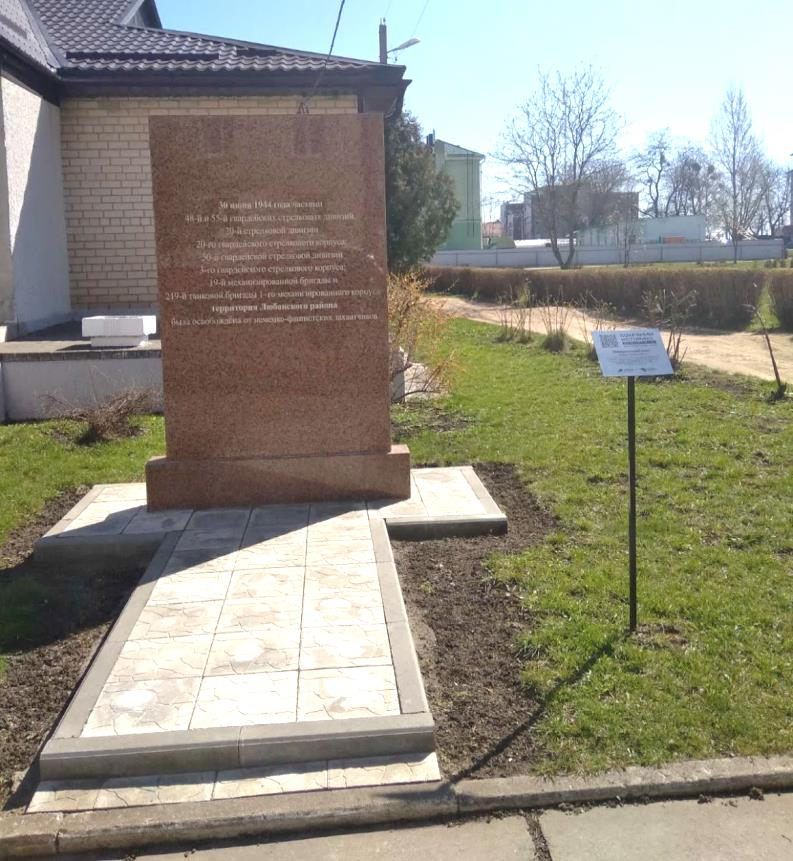 30 июня 1944 года частями
48-й и 55-й гвардейских стрелковых дивизий,
20-й стрелковой дивизии
20-го гвардейского стрелкового корпуса;
50-й гвардейской стрелковой дивизии
3-го гвардейского стрелкового корпуса;
19-й механизированной бригады и
219-й танковой бригады 1-го механизированного корпуса
территория Любанского района
была освобождена от немецко-фашистских захватчиков